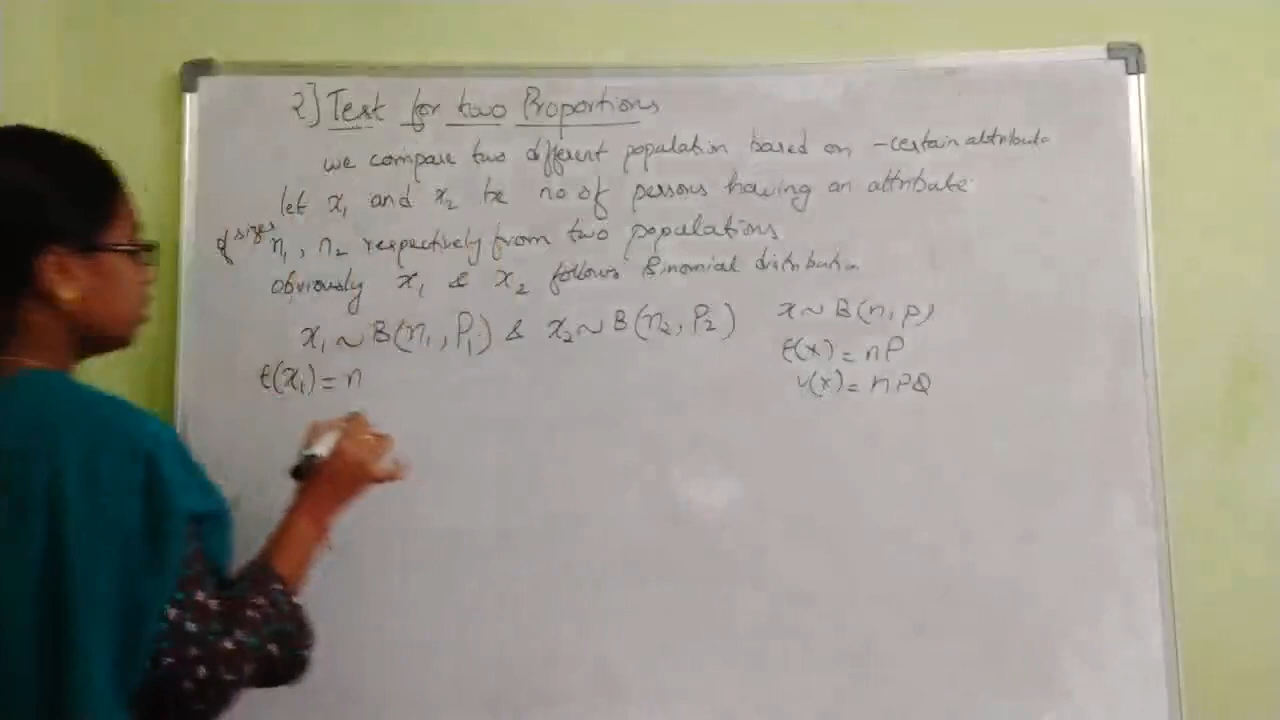 2] Test for two Proportions
we compare two different population based on -certain attribute
let x₁ and x₂ be no of persons having an attribute
of sizes n₁, n₂ respectively from two populations
obviously x₁ & x₂ follows Binomial distribution
x₁ ~ B(n₁, P₁) & x₂ ~ B(n₂, P₂)
E(x₁) = n
x ~ B(n, p)
E(x) = nP
V(x) = nPQ